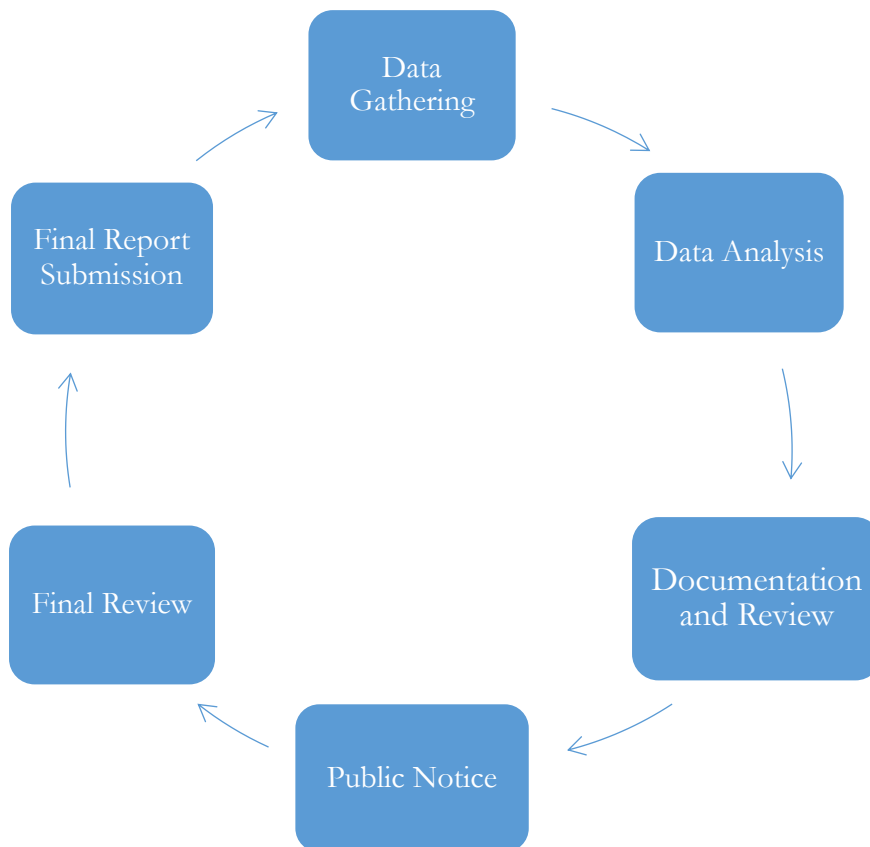 Data
Gathering
Data Analysis
Documentation
and Review
Public Notice
Final Review
Final Report
Submission